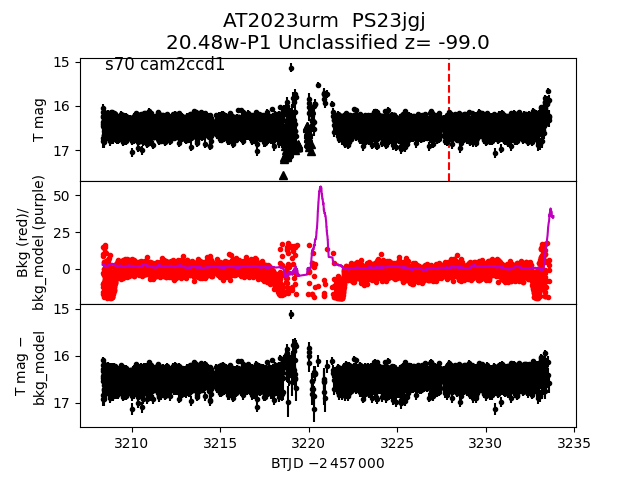 AT2023urm  PS23jgj
20.48w-P1 Unclassified z= -99.0
s70 cam2ccd1
15
16
17
T mag
50
25
0
Bkg (red)/
bkg_model (purple)
15
16
17
T mag −
bkg_model
3210
3215
3220
3225
3230
3235
BTJD −2 457 000